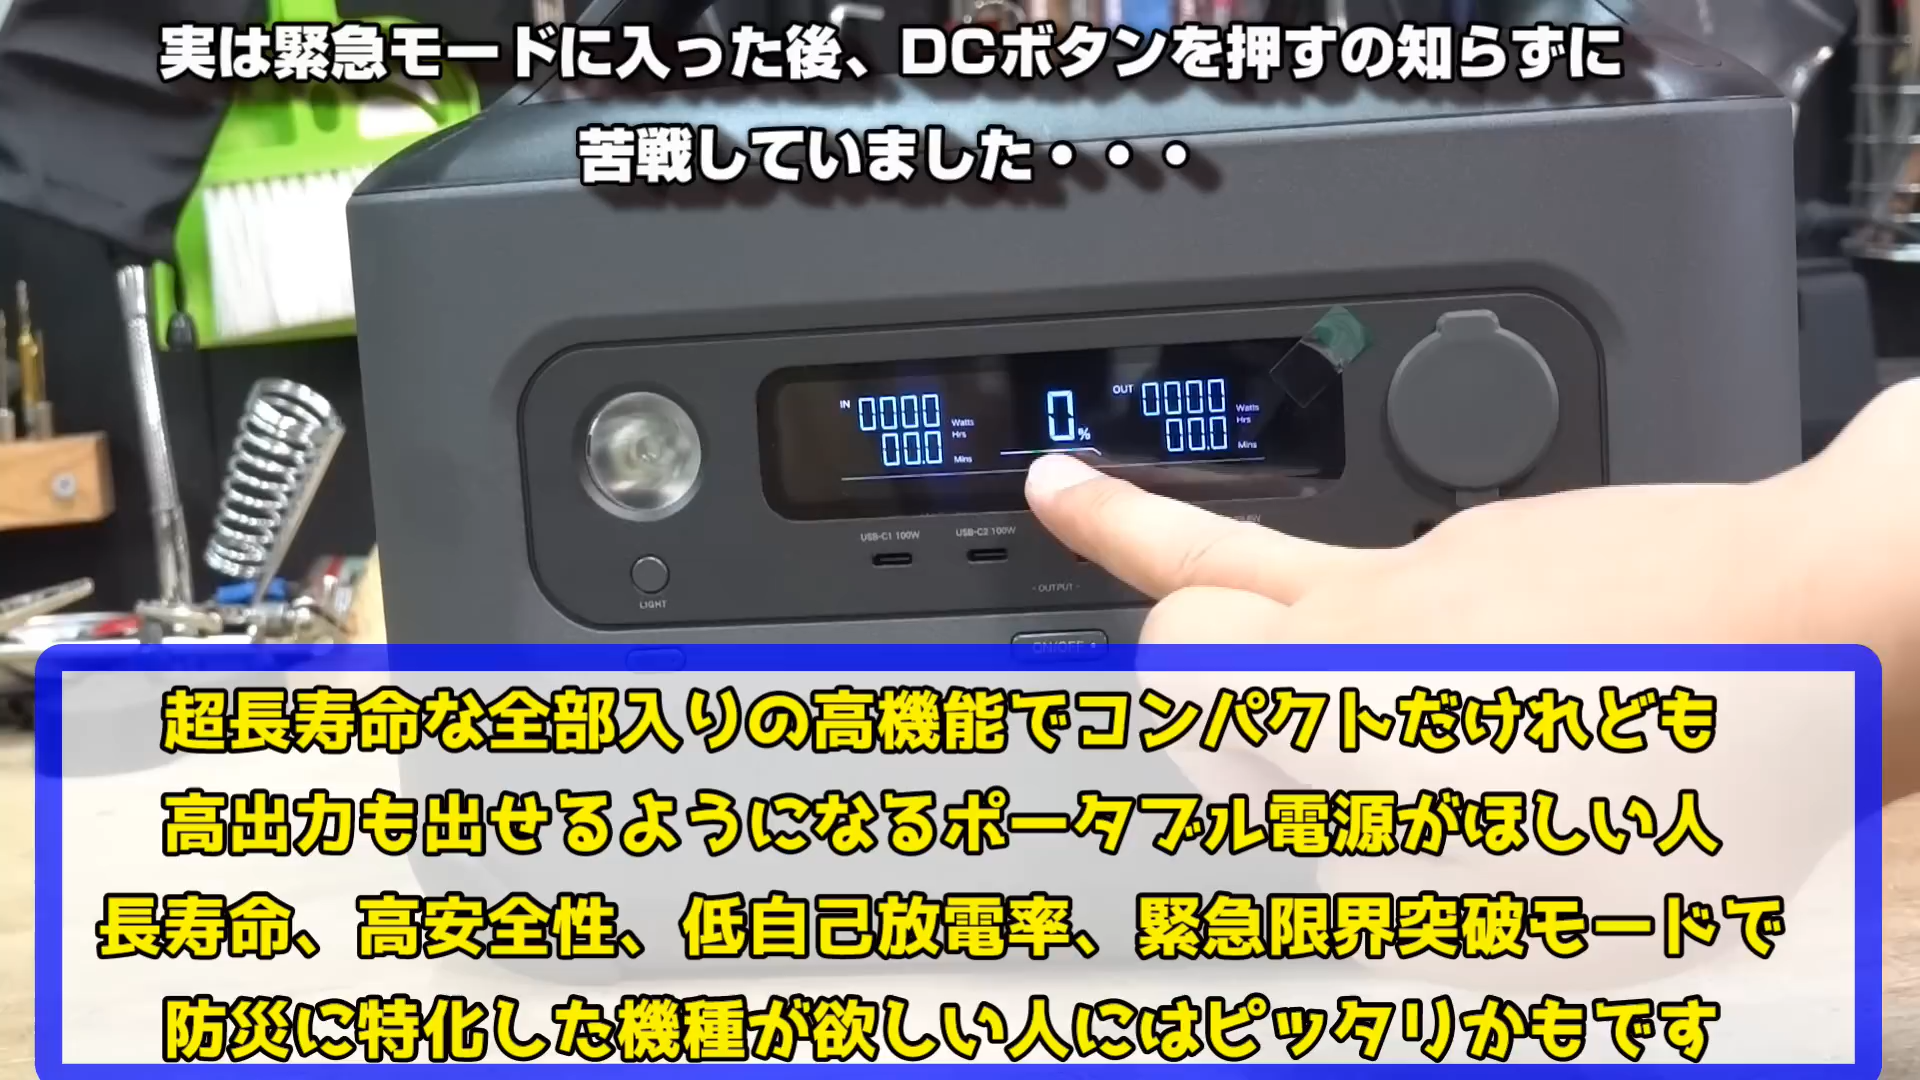 実は緊急モードに入った後、DCボタンを押すの知らずに
苦戦していました・・・
IN 0000 Watts
Hrs
00.0 Mins
0%
OUT 0000 Watts
Hrs
00.0 Mins
USB-C1 100W
USB-C2 100W
- OUTPUT -
LIGHT
ON/OFF
超長寿命な全部入りの高機能でコンパクトだけれども
高出力も出せるようになるポータブル電源がほしい人
長寿命、高安全性、低自己放電率、緊急限界突破モードで
防災に特化した機種が欲しい人にはピッタリかもです